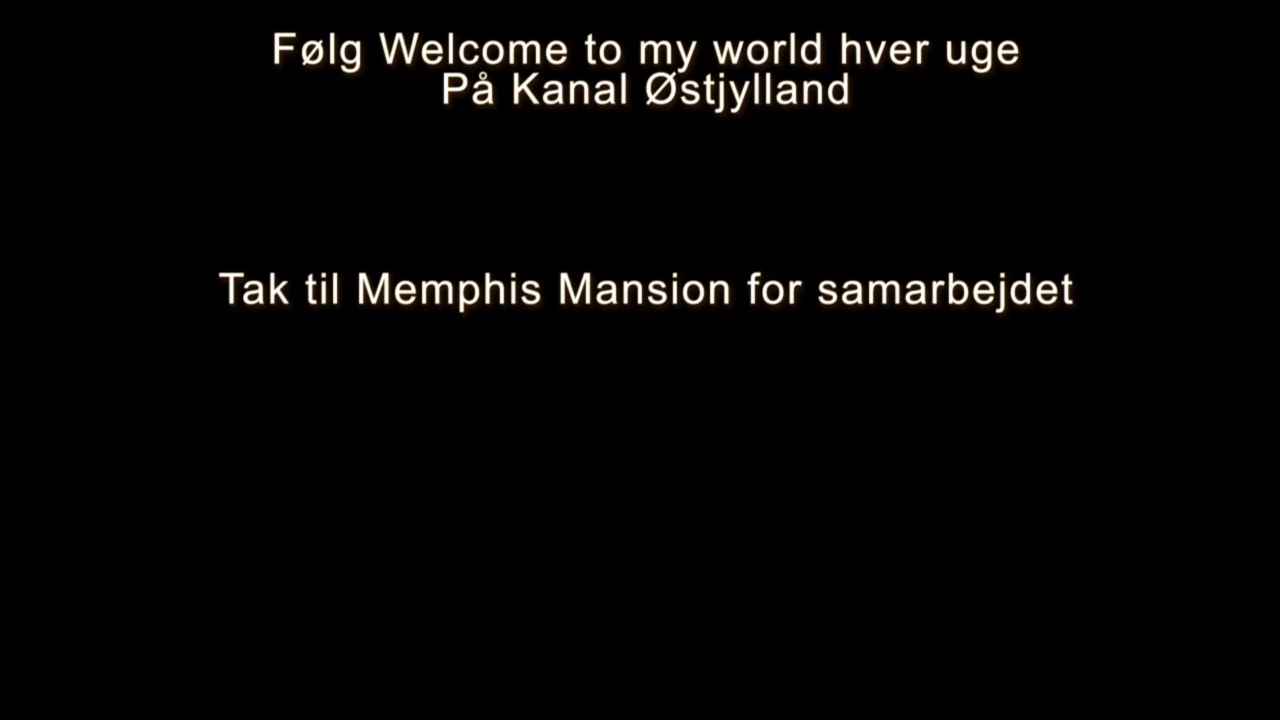 Følg Welcome to my world hver uge
På Kanal Østjylland
Tak til Memphis Mansion for samarbejdet